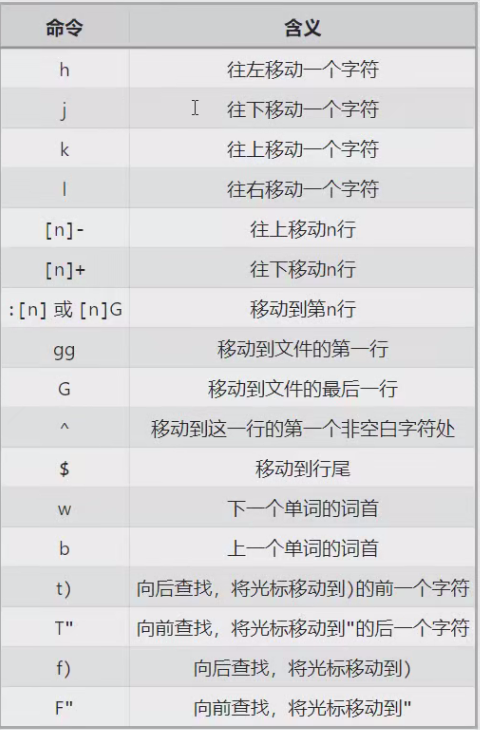 命令 含义
h 往左移动一个字符
j 往下移动一个字符
k 往上移动一个字符
l 往右移动一个字符
[n]- 往上移动n行
[n]+ 往下移动n行
:[n] 或 [n]G 移动到第n行
gg 移动到文件的第一行
G 移动到文件的最后一行
^ 移动到这一行的第一个非空白字符处
$ 移动到行尾
w 下一个单词的词首
b 上一个单词的词首
t) 向后查找，将光标移动到)的前一个字符
T" 向前查找，将光标移动到"的后一个字符
f) 向后查找，将光标移动到)
F" 向前查找，将光标移动到"